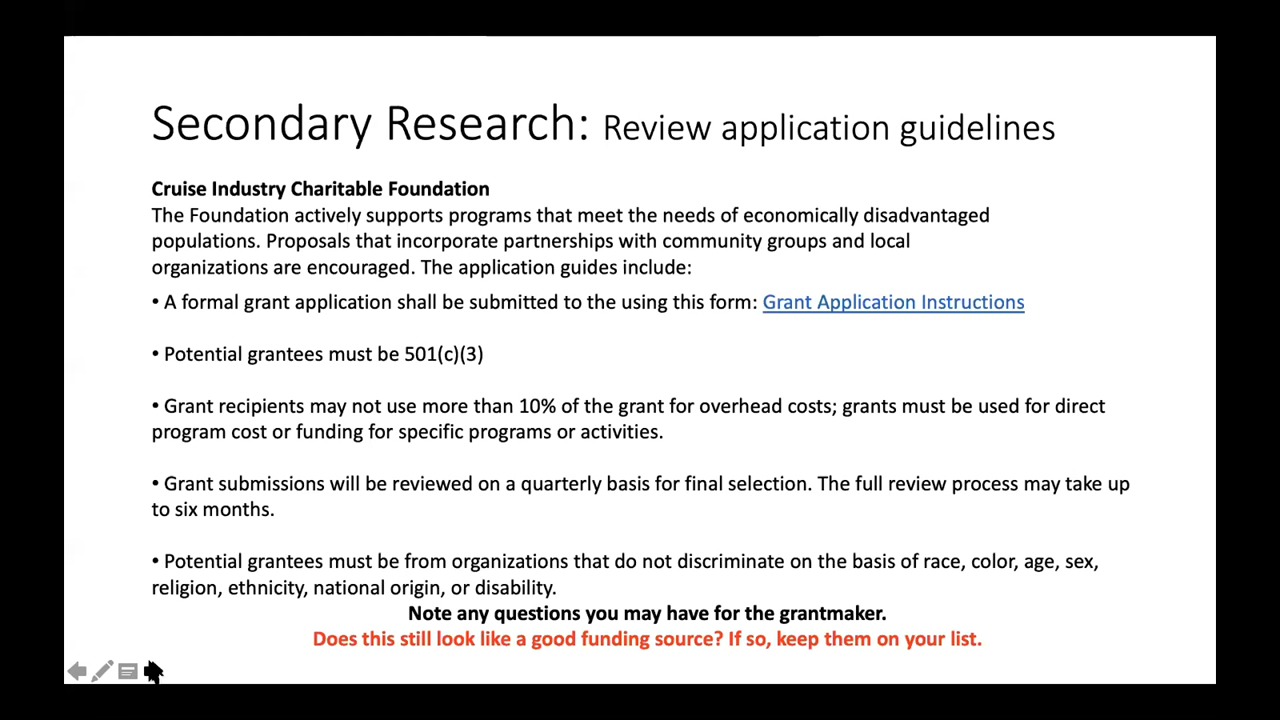 Secondary Research: Review application guidelines
Cruise Industry Charitable Foundation
The Foundation actively supports programs that meet the needs of economically disadvantaged
populations. Proposals that incorporate partnerships with community groups and local
organizations are encouraged. The application guides include:
• A formal grant application shall be submitted to the using this form: Grant Application Instructions
• Potential grantees must be 501(c)(3)
• Grant recipients may not use more than 10% of the grant for overhead costs; grants must be used for direct
program cost or funding for specific programs or activities.
• Grant submissions will be reviewed on a quarterly basis for final selection. The full review process may take up
to six months.
• Potential grantees must be from organizations that do not discriminate on the basis of race, color, age, sex,
religion, ethnicity, national origin, or disability.
Note any questions you may have for the grantmaker.
Does this still look like a good funding source? If so, keep them on your list.